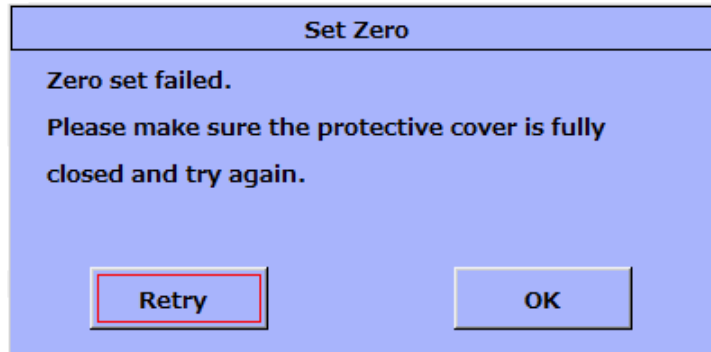 Set Zero
Zero set failed.
Please make sure the protective cover is fully
closed and try again.
Retry
OK